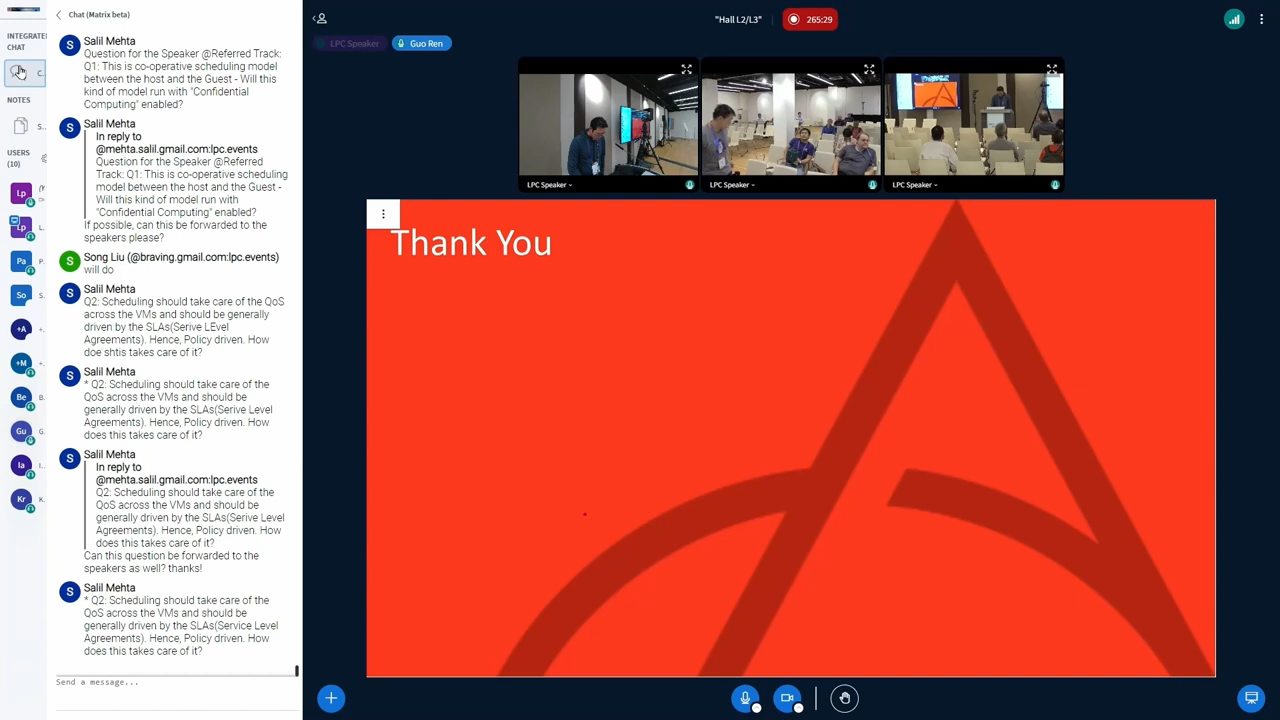 INTEGRATE
CHAT
C..
NOTES
S..
USERS
(10)
Lp
Lp
L..
Pa
P..
So
S..
+A
+.
+M
+.
Be
B..
Gu
G..
Ia
I..
Kr
K..
Chat (Matrix beta)
S
Salil Mehta
Question for the Speaker @Referred Track:
Q1: This is co-operative scheduling model
between the host and the Guest - Will this
kind of model run with "Confidential
Computing" enabled?
S
Salil Mehta
In reply to
@mehta.salil.gmail.com:lpc.events
Question for the Speaker @Referred
Track: Q1: This is co-operative scheduling
model between the host and the Guest -
Will this kind of model run with
"Confidential Computing" enabled?
If possible, can this be forwarded to the
speakers please?
S
Song Liu (@braving.gmail.com:lpc.events)
will do
S
Salil Mehta
Q2: Scheduling should take care of the QoS
across the VMs and should be generally
driven by the SLAs(Serive LEvel
Agreements). Hence, Policy driven. How
doe shtis takes care of it?
S
Salil Mehta
* Q2: Scheduling should take care of the
QoS across the VMs and should be
generally driven by the SLAs(Serive Level
Agreements). Hence, Policy driven. How
does this takes care of it?
S
Salil Mehta
In reply to
@mehta.salil.gmail.com:lpc.events
Q2: Scheduling should take care of the
QoS across the VMs and should be
generally driven by the SLAs(Serive Level
Agreements). Hence, Policy driven. How
does this takes care of it?
Can this question be forwarded to the
speakers as well? thanks!
S
Salil Mehta
* Q2: Scheduling should take care of the
QoS across the VMs and should be
generally driven by the SLAs(Service Level
Agreements). Hence, Policy driven. How
does this takes care of it?
Send a message...
"Hall L2/L3"
265:29
LPC Speaker
Guo Ren
LPC Speaker
LPC Speaker
LPC Speaker
Thank You